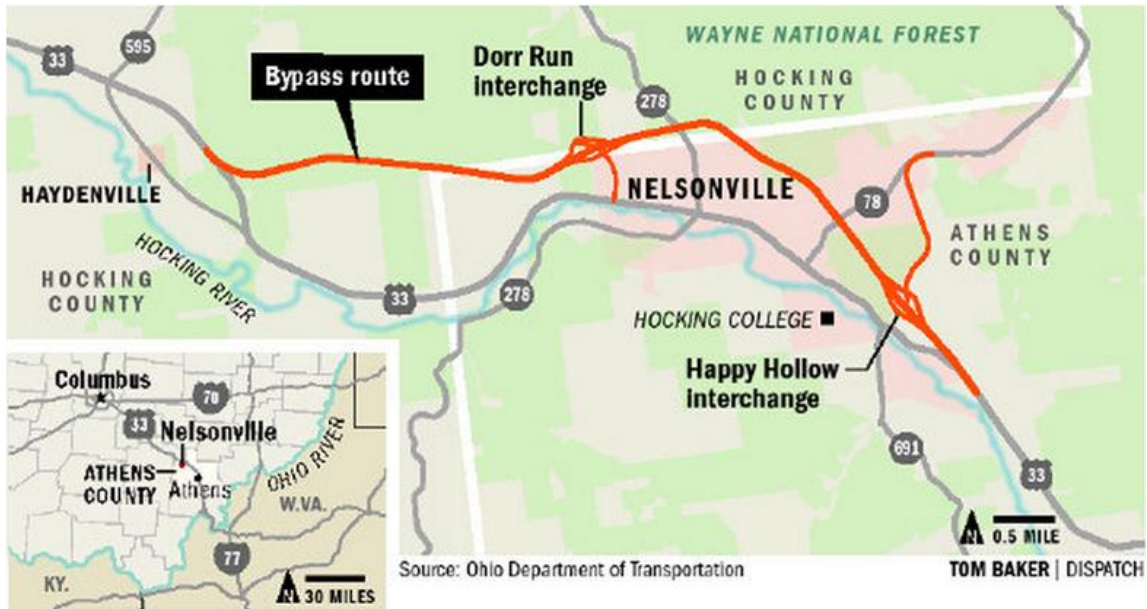 WAYNE NATIONAL FOREST
595
33
Dorr Run
interchange
HOCKING
COUNTY
Bypass route
278
HAYDENVILLE
NELSONVILLE
78
ATHENS
COUNTY
HOCKING RIVER
HOCKING
COUNTY
33
278
HOCKING COLLEGE
Happy Hollow
interchange
691
33
N
0.5 MILE
Columbus
70
33
Nelsonville
ATHENS
COUNTY
Athens
OHIO RIVER
W.VA.
77
KY.
N
30 MILES
Source: Ohio Department of Transportation
TOM BAKER | DISPATCH